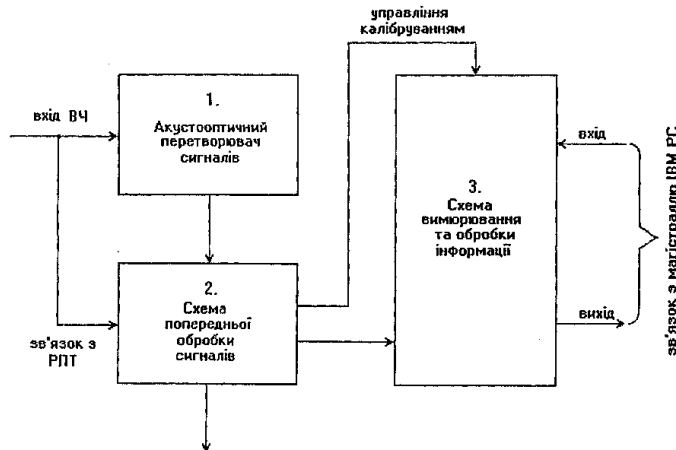 управління
калібруванням
вхід ВЧ
1.
Акустооптичний
перетворювач
сигналів
2.
Схема
попередньої
обробки
сигналів
зв'язок з
РПТ
3.
Схема
вимюрювання
та обробки
інформації
вхід
вихід
зв'язок з магістраллю IBM PC